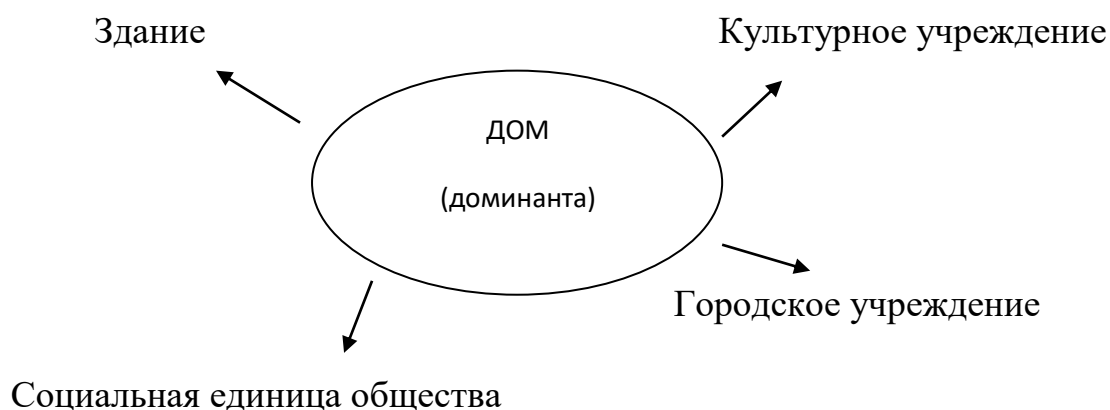 Здание
Культурное учреждение
ДОМ
(доминанта)
Городское учреждение
Социальная единица общества